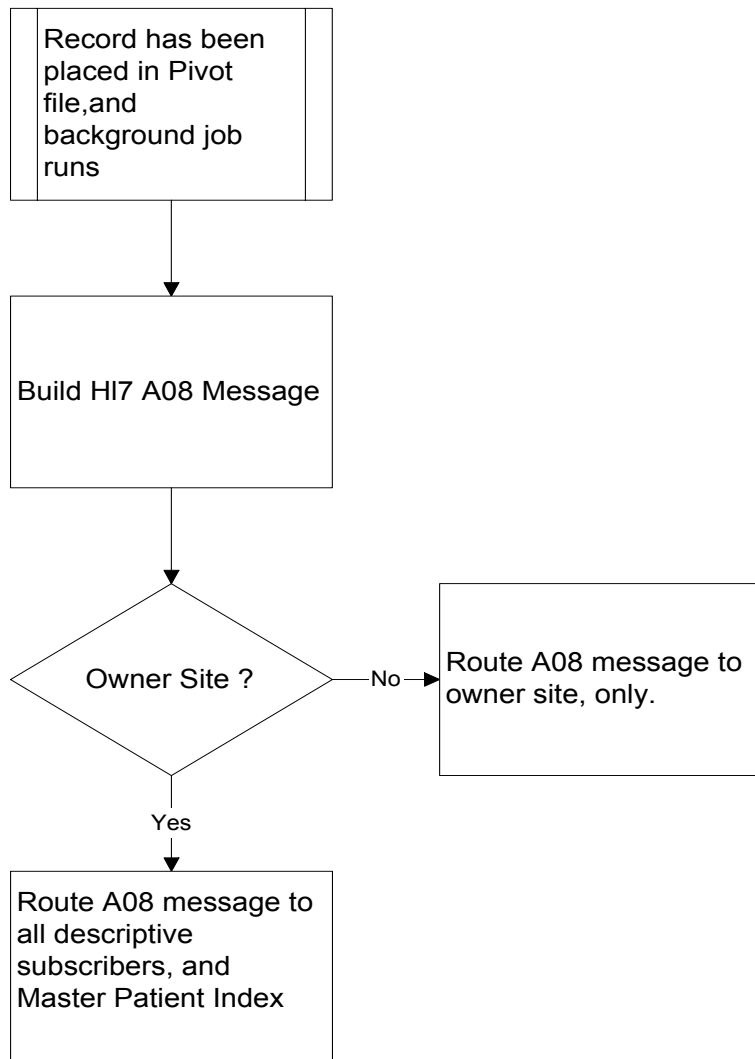 Record has been
placed in Pivot
file,and
background job
runs
Build Hl7 A08 Message
Owner Site ?
No
Route A08 message to
owner site, only.
Yes
Route A08 message to
all descriptive
subscribers, and
Master Patient Index